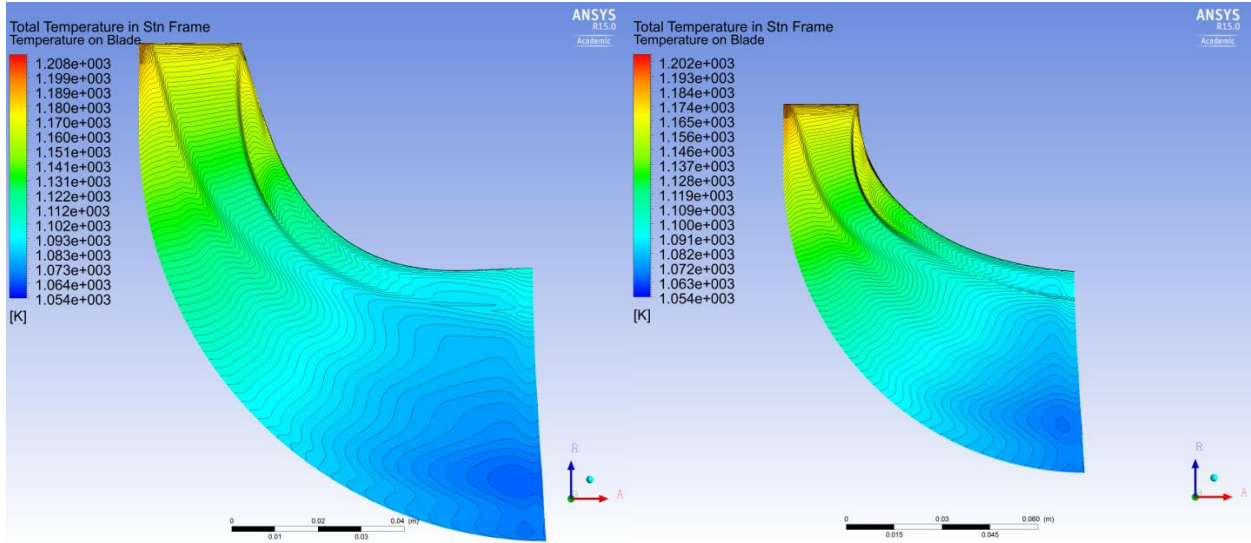 ANSYS
R15.0
Academic
Total Temperature in Stn Frame
Temperature on Blade
1.208e+003
1.199e+003
1.189e+003
1.180e+003
1.170e+003
1.160e+003
1.151e+003
1.141e+003
1.131e+003
1.122e+003
1.112e+003
1.102e+003
1.093e+003
1.083e+003
1.073e+003
1.064e+003
1.054e+003
[K]
R
A
0 0.02 0.04 (m)
0.01 0.03
ANSYS
R15.0
Academic
Total Temperature in Stn Frame
Temperature on Blade
1.202e+003
1.193e+003
1.184e+003
1.174e+003
1.165e+003
1.156e+003
1.146e+003
1.137e+003
1.128e+003
1.119e+003
1.109e+003
1.100e+003
1.091e+003
1.082e+003
1.072e+003
1.063e+003
1.054e+003
[K]
R
A
0 0.03 0.060 (m)
0.015 0.045